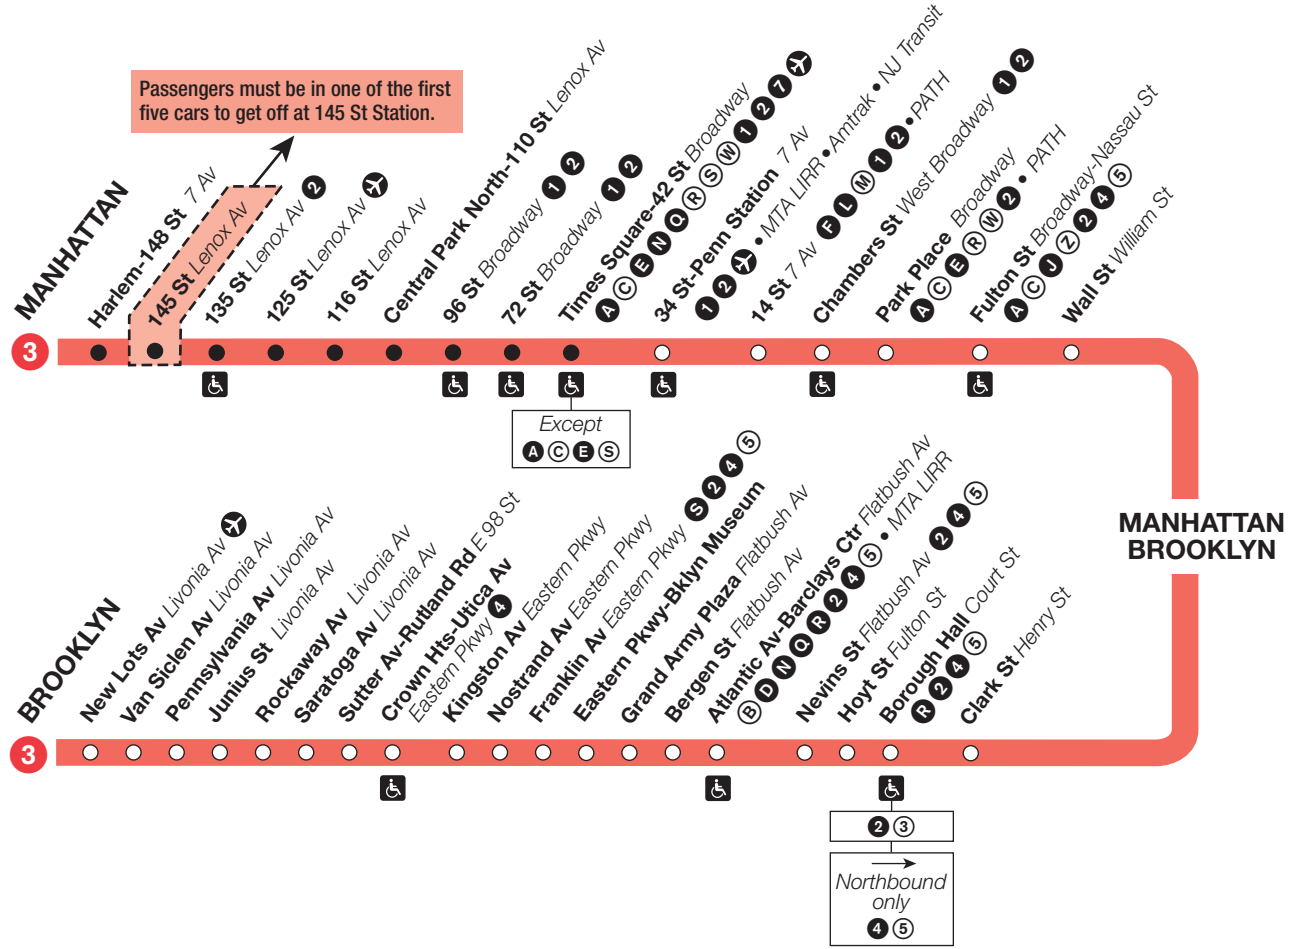 Passengers must be in one of the first
five cars to get off at 145 St Station.
MANHATTAN
3
Harlem-148 St 7 Av
145 St Lenox Av
135 St Lenox Av 2
125 St Lenox Av
116 St Lenox Av
Central Park North-110 St Lenox Av
96 St Broadway 1 2
72 St Broadway 1 2
Times Square-42 St Broadway
A C E N Q R S W 1 2 7
34 St-Penn Station 7 Av
1 2 • MTA LIRR • Amtrak • NJ Transit
14 St 7 Av F L M 1 2 • PATH
Chambers St West Broadway 1 2
Park Place Broadway
A C E R W 2 • PATH
Fulton St Broadway-Nassau St
A C J Z 2 4 5
Wall St William St
Except
A C E S
MANHATTAN
BROOKLYN
BROOKLYN
3
New Lots Av Livonia Av
Van Siclen Av Livonia Av
Pennsylvania Av Livonia Av
Junius St Livonia Av
Rockaway Av Livonia Av
Saratoga Av Livonia Av
Sutter Av-Rutland Rd E 98 St
Crown Hts-Utica Av
Eastern Pkwy 4
Kingston Av Eastern Pkwy
Nostrand Av Eastern Pkwy
Franklin Av Eastern Pkwy S 2 4 5
Eastern Pkwy-Bklyn Museum
Grand Army Plaza Flatbush Av
Bergen St Flatbush Av
Atlantic Av-Barclays Ctr Flatbush Av
B D N Q R 2 4 5 • MTA LIRR
Nevins St Flatbush Av 2 4 5
Hoyt St Fulton St
Borough Hall Court St
R 2 4 5
Clark St Henry St
2 3
Northbound
only
4 5